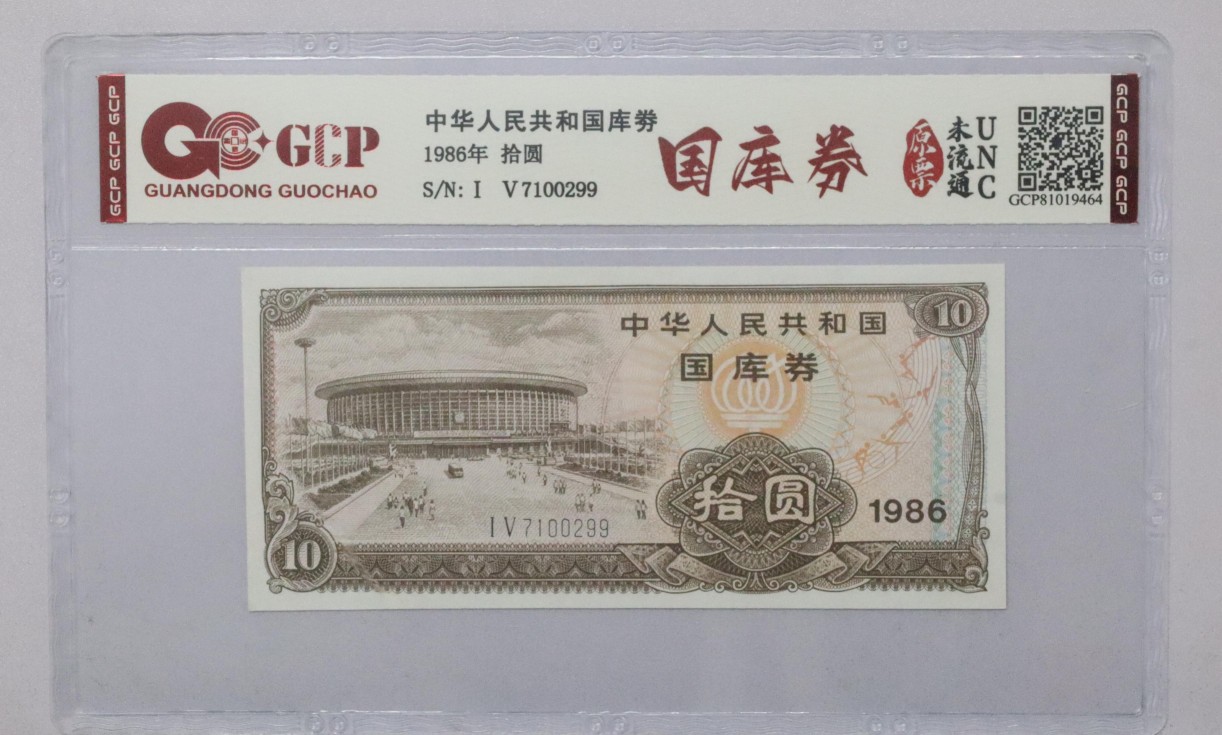 GCP GCP GCP
GCP
GUANGDONG GUOCHAO
中华人民共和国库券
1986年 拾圆
S/N: I V7100299
国库券
原票
未流通
UNC
GCP81019464
GCP GCP GCP
中华人民共和国
国库券
10
拾圆
1986
IV7100299
10